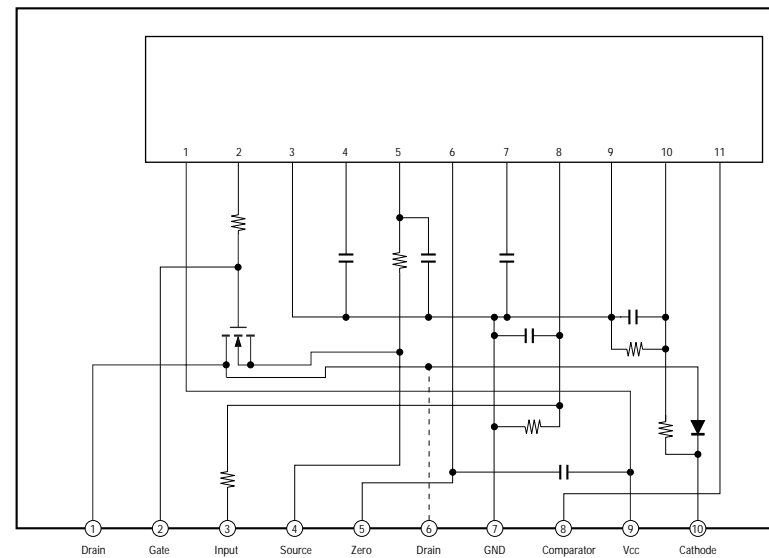 1 2 3 4 5 6 7 8 9 10 11
1 2 3 4 5 6 7 8 9 10
Drain Gate Input Source Zero Drain GND Comparator Vcc Cathode